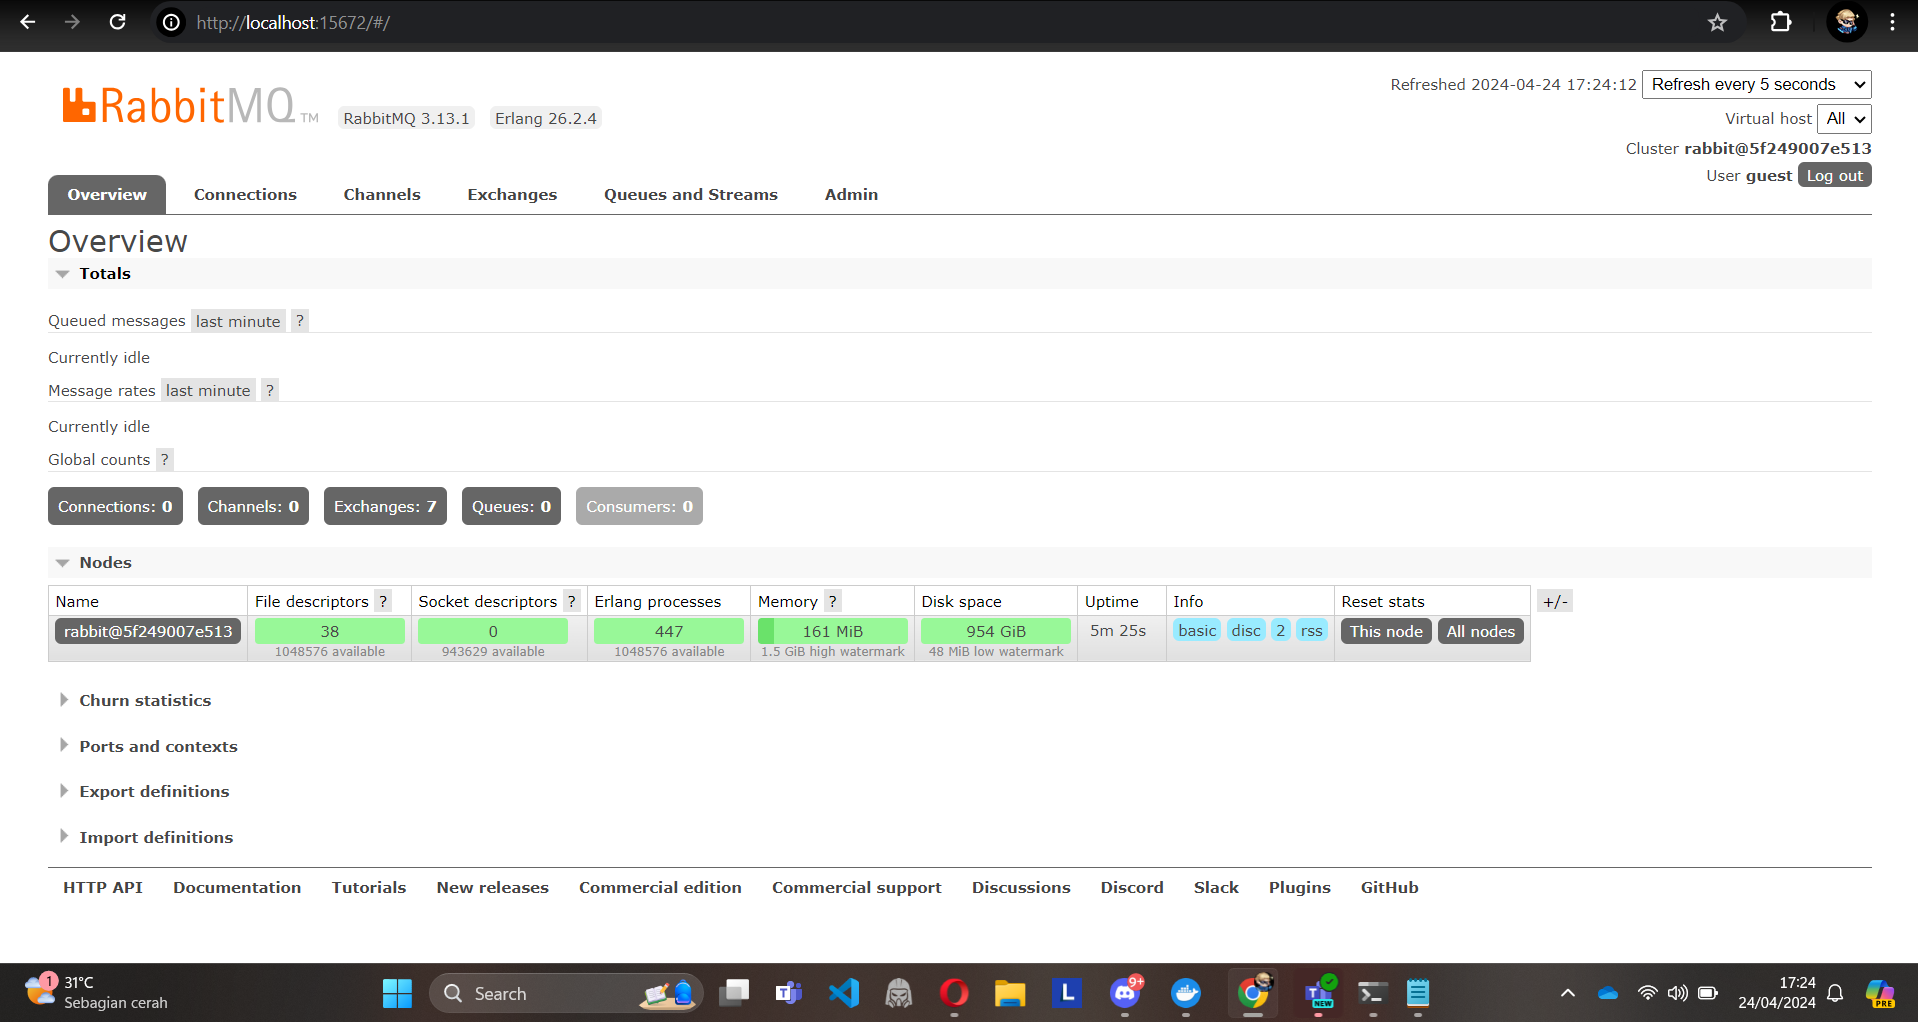 http://localhost:15672/#/
RabbitMQ TM
RabbitMQ 3.13.1
Erlang 26.2.4
Refreshed 2024-04-24 17:24:12
Refresh every 5 seconds
Virtual host
All
Cluster rabbit@5f249007e513
User guest
Log out
Overview
Connections
Channels
Exchanges
Queues and Streams
Admin
Overview
Totals
Queued messages last minute ?
Currently idle
Message rates last minute ?
Currently idle
Global counts ?
Connections: 0
Channels: 0
Exchanges: 7
Queues: 0
Consumers: 0
Nodes
Name
File descriptors ?
Socket descriptors ?
Erlang processes
Memory ?
Disk space
Uptime
Info
Reset stats
+/-
rabbit@5f249007e513
38
1048576 available
0
943629 available
447
1048576 available
161 MiB
1.5 GiB high watermark
954 GiB
48 MiB low watermark
5m 25s
basic
disc
2
rss
This node
All nodes
Churn statistics
Ports and contexts
Export definitions
Import definitions
HTTP API
Documentation
Tutorials
New releases
Commercial edition
Commercial support
Discussions
Discord
Slack
Plugins
GitHub
1
31°C
Sebagian cerah
Search
L
9+
NEW
17:24
24/04/2024
PRE